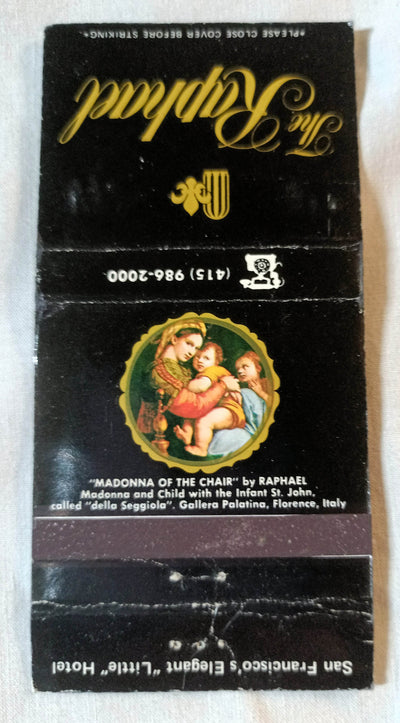 *PLEASE CLOSE COVER BEFORE STRIKING*
The Raphael
(415) 986-2000
"MADONNA OF THE CHAIR" by RAPHAEL
Madonna and Child with the Infant St. John,
called "della Seggiola". Gallera Palatina, Florence, Italy
San Francisco's Elegant "Little" Hotel